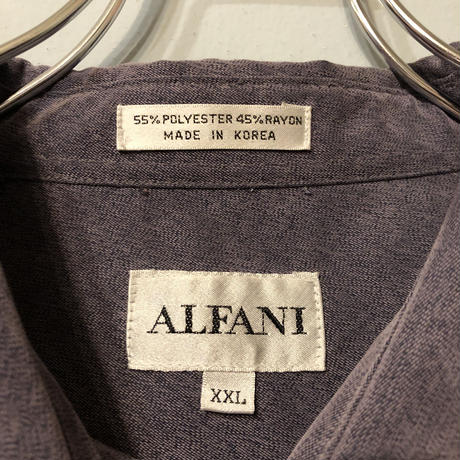 55% POLYESTER 45% RAYON
MADE IN KOREA
ALFANI
XXL